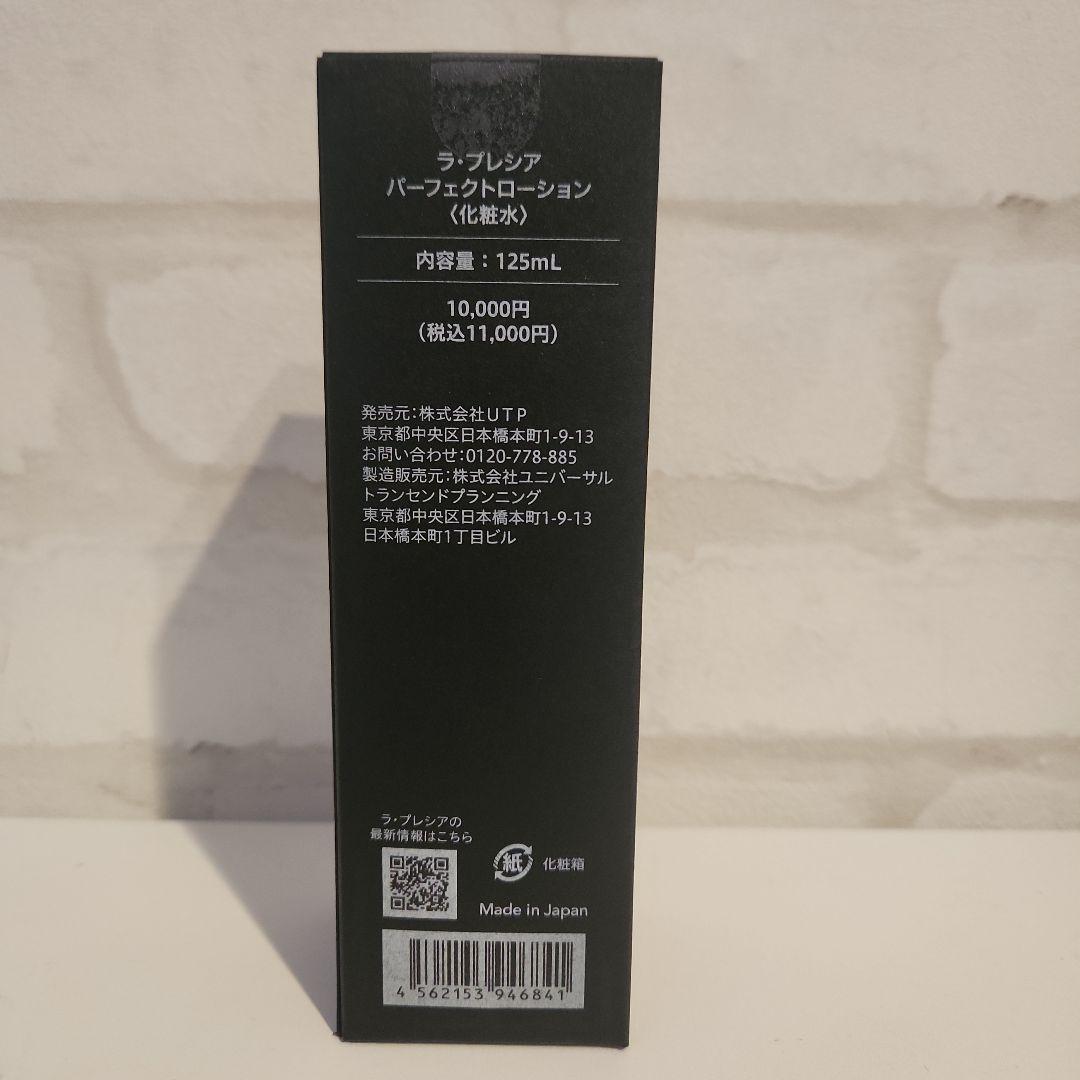 ラ・プレシア
パーフェクトローション
〈化粧水〉
内容量：125mL
10,000円
（税込11,000円）
発売元：株式会社UTP
東京都中央区日本橋本町1-9-13
お問い合わせ：0120-778-885
製造販売元：株式会社ユニバーサル
トランセンドプランニング
東京都中央区日本橋本町1-9-13
日本橋本町1丁目ビル
ラ・プレシアの
最新情報はこちら
紙 化粧箱
Made in Japan
4 562153 946841